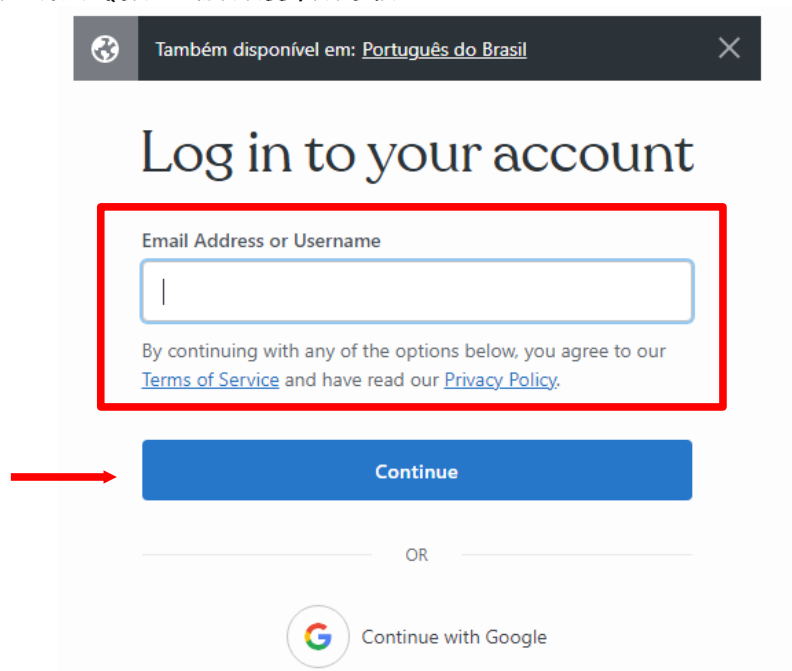 Também disponível em: Português do Brasil
Log in to your account
Email Address or Username
By continuing with any of the options below, you agree to our
Terms of Service and have read our Privacy Policy.
Continue
OR
Continue with Google